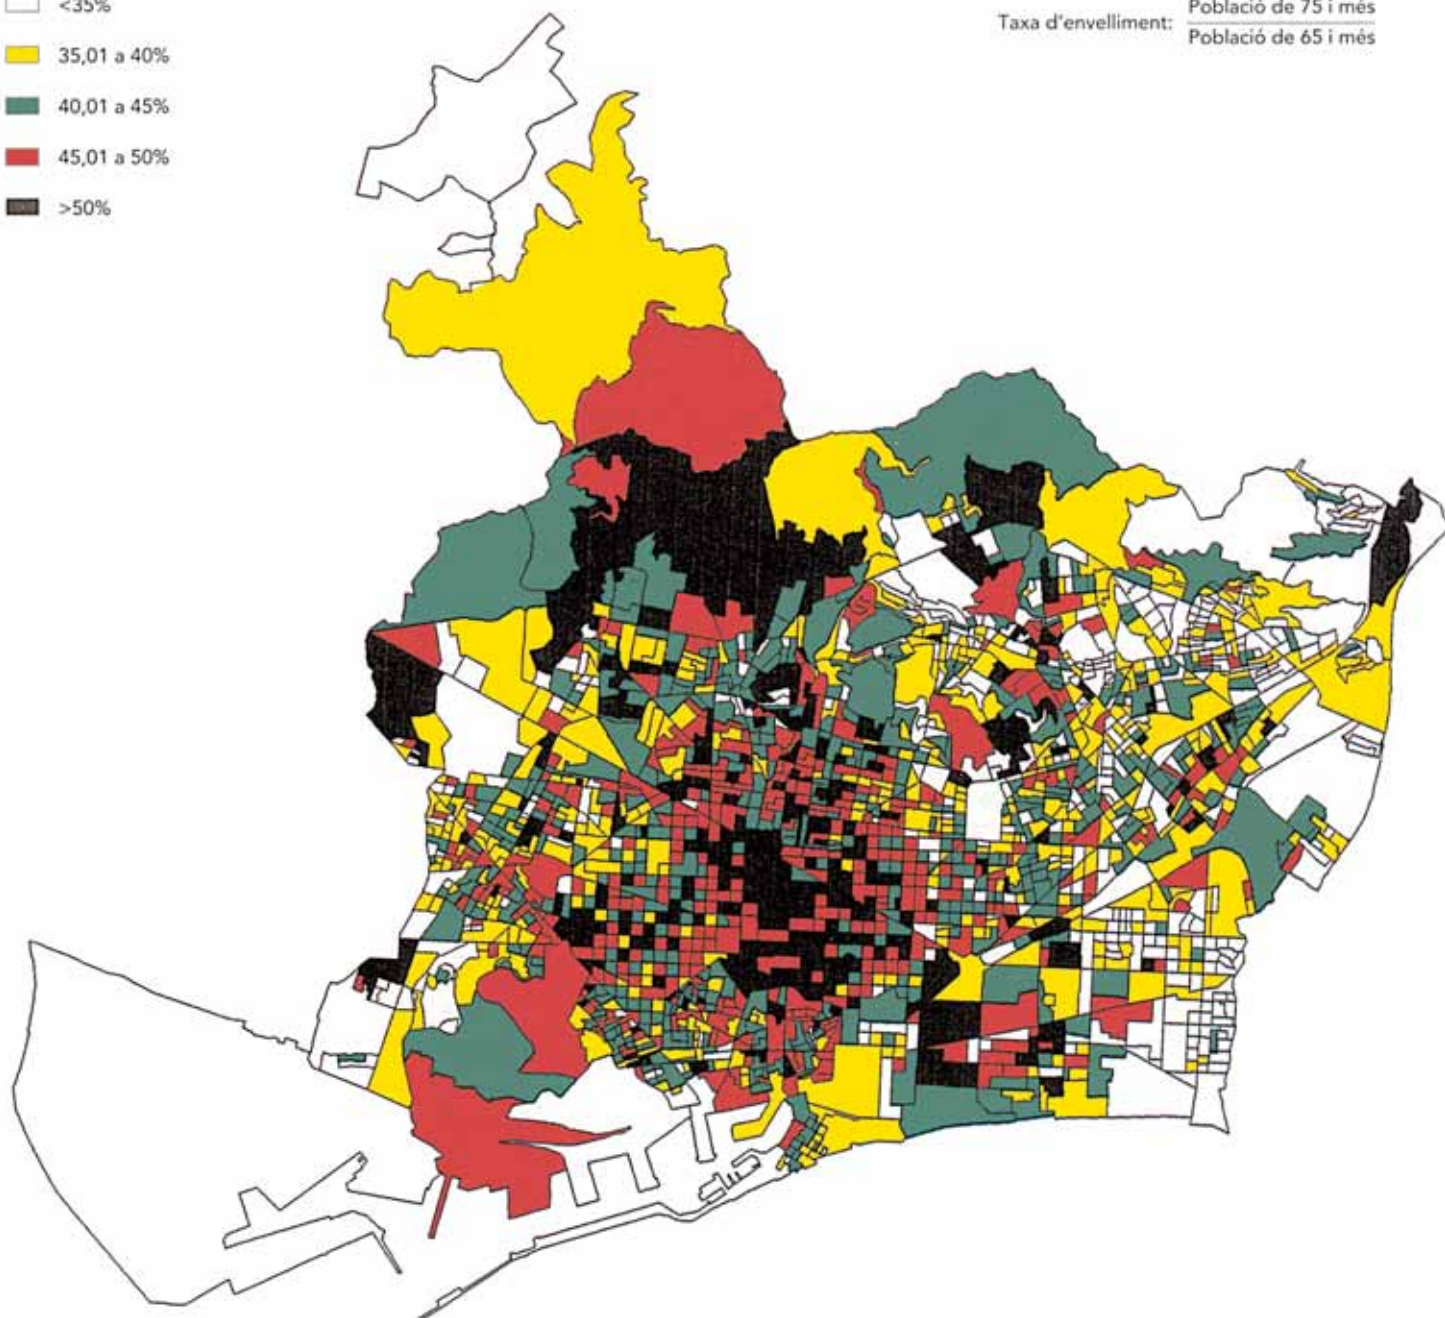 <35%
35,01 a 40%
40,01 a 45%
45,01 a 50%
>50%
Taxa d'envelliment:
Població de 75 i més
Població de 65 i més